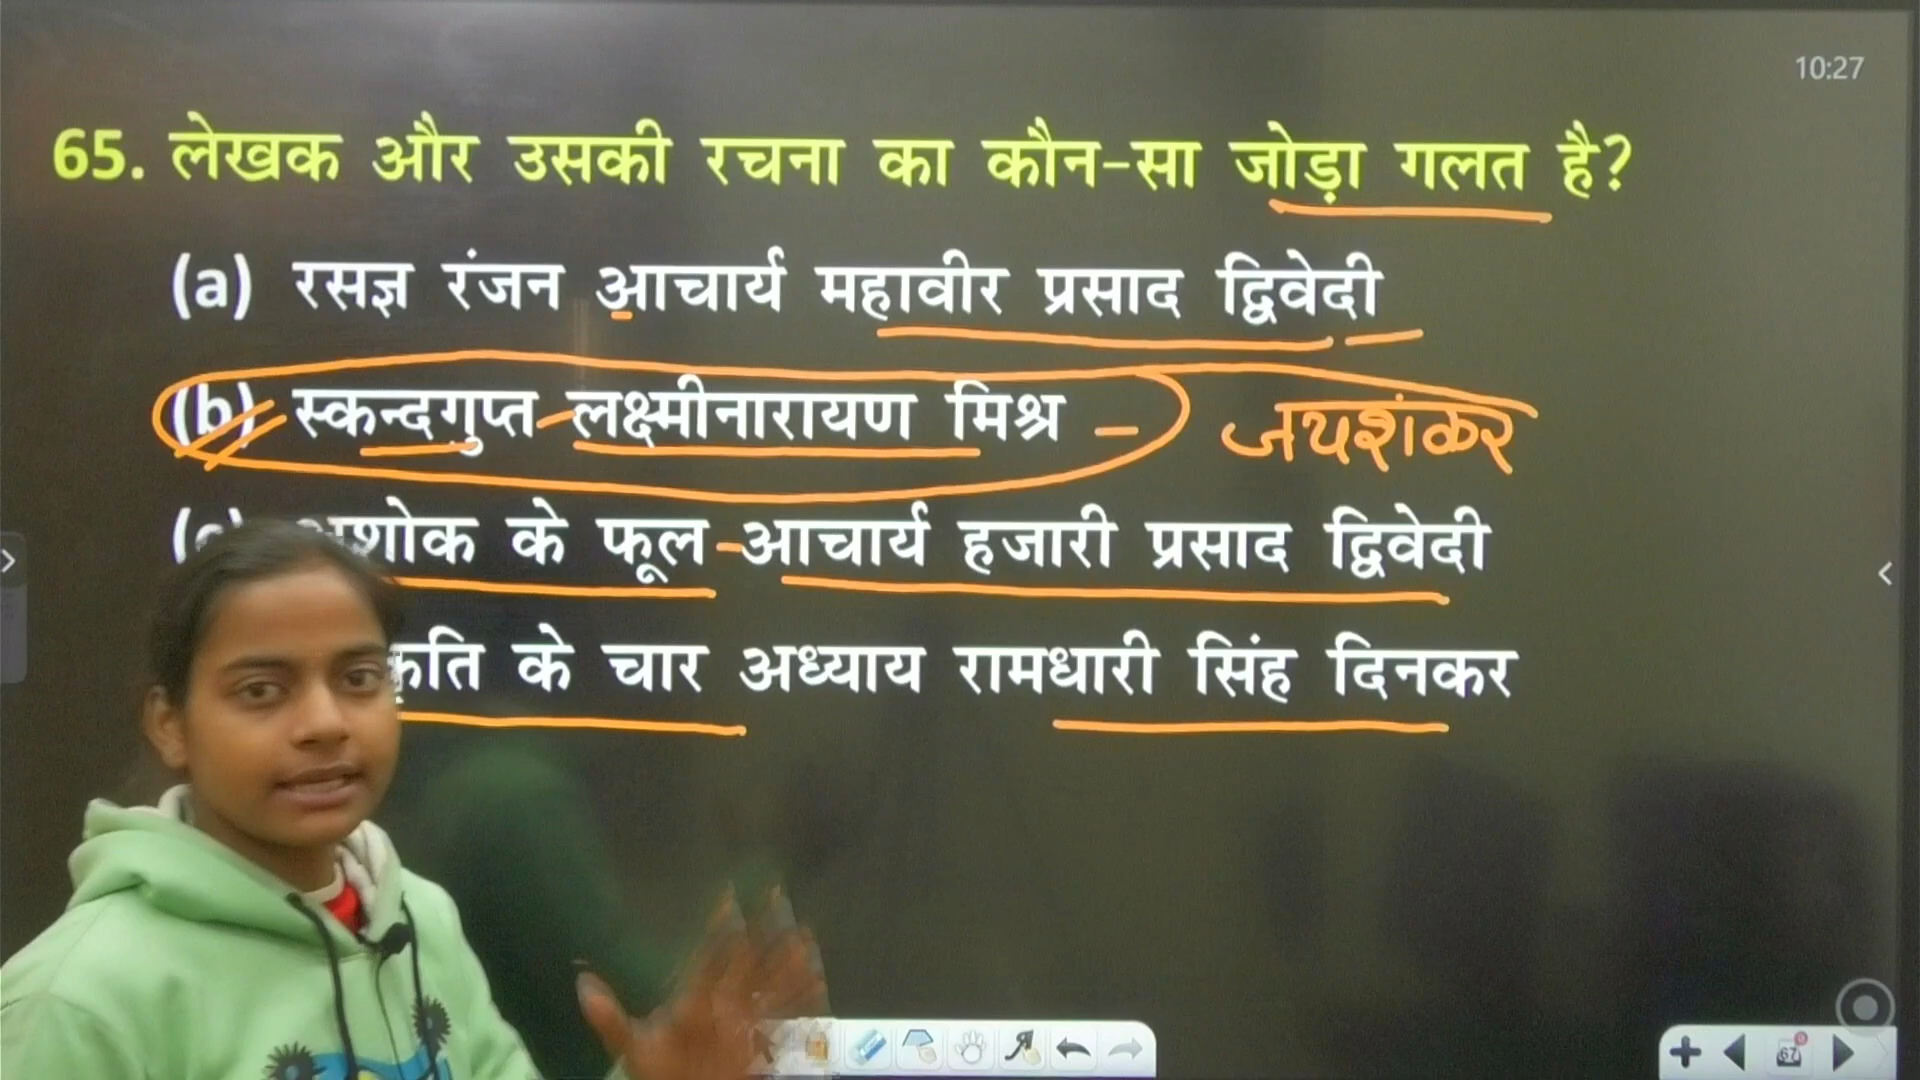 10:27
65. लेखक और उसकी रचना का कौन-सा जोड़ा गलत है?
(a) रसज्ञ रंजन आचार्य महावीर प्रसाद द्विवेदी
(b) स्कन्दगुप्त-लक्ष्मीनारायण मिश्र - जयशंकर
के फूल-आचार्य हजारी प्रसाद द्विवेदी
के चार अध्याय रामधारी सिंह दिनकर
67